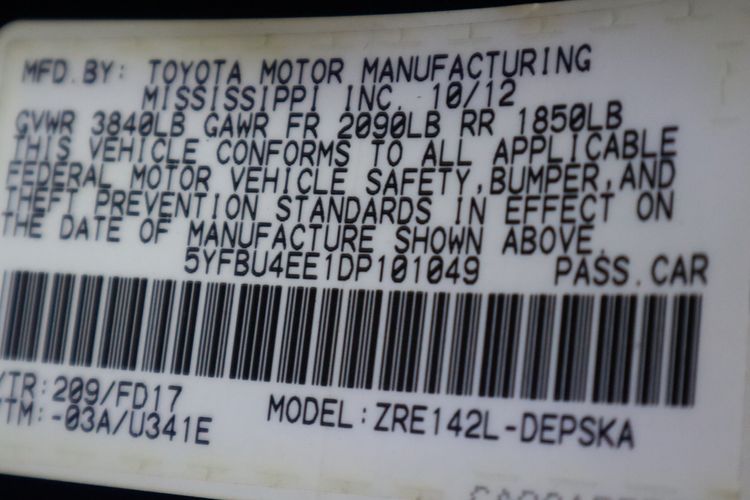 MFD.BY: TOYOTA MOTOR MANUFACTURING
MISSISSIPPI INC. 10/12
GVWR 3840LB GAWR FR 2090LB RR 1850LB
THIS VEHICLE CONFORMS TO ALL APPLICABLE
FEDERAL MOTOR VEHICLE SAFETY,BUMPER,AND
THEFT PREVENTION STANDARDS IN EFFECT ON
THE DATE OF MANUFACTURE SHOWN ABOVE.
5YFBU4EE1DP101049 PASS.CAR
/TR:209/FD17
TM:-03A/U341E
MODEL:ZRE142L-DEPSKA